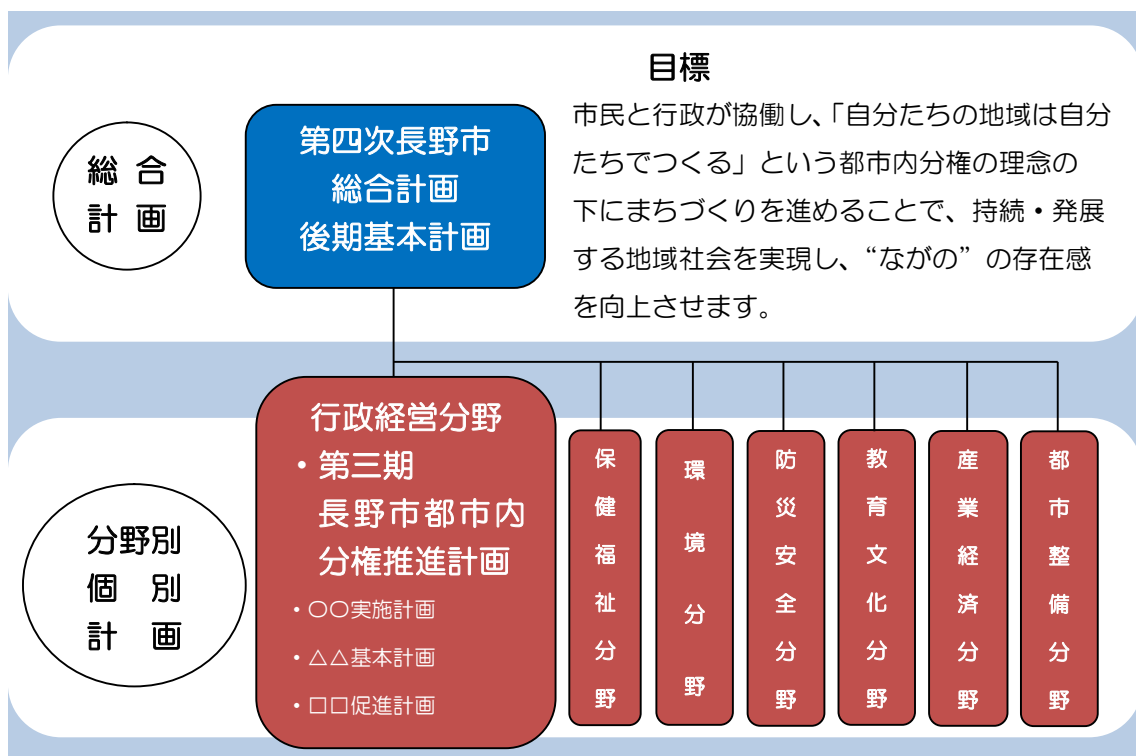 目標
市民と行政が協働し、「自分たちの地域は自分
たちでつくる」という都市内分権の理念の
下にまちづくりを進めることで、持続・発展
する地域社会を実現し、“ながの”の存在感
を向上させます。
総 合
計 画
第四次長野市
総合計画
後期基本計画
分野別
個 別
計 画
行政経営分野
・第三期
長野市都市内
分権推進計画
・〇〇実施計画
・△△基本計画
・□□促進計画
保健福祉分野
環境分野
防災安全分野
教育文化分野
産業経済分野
都市整備分野